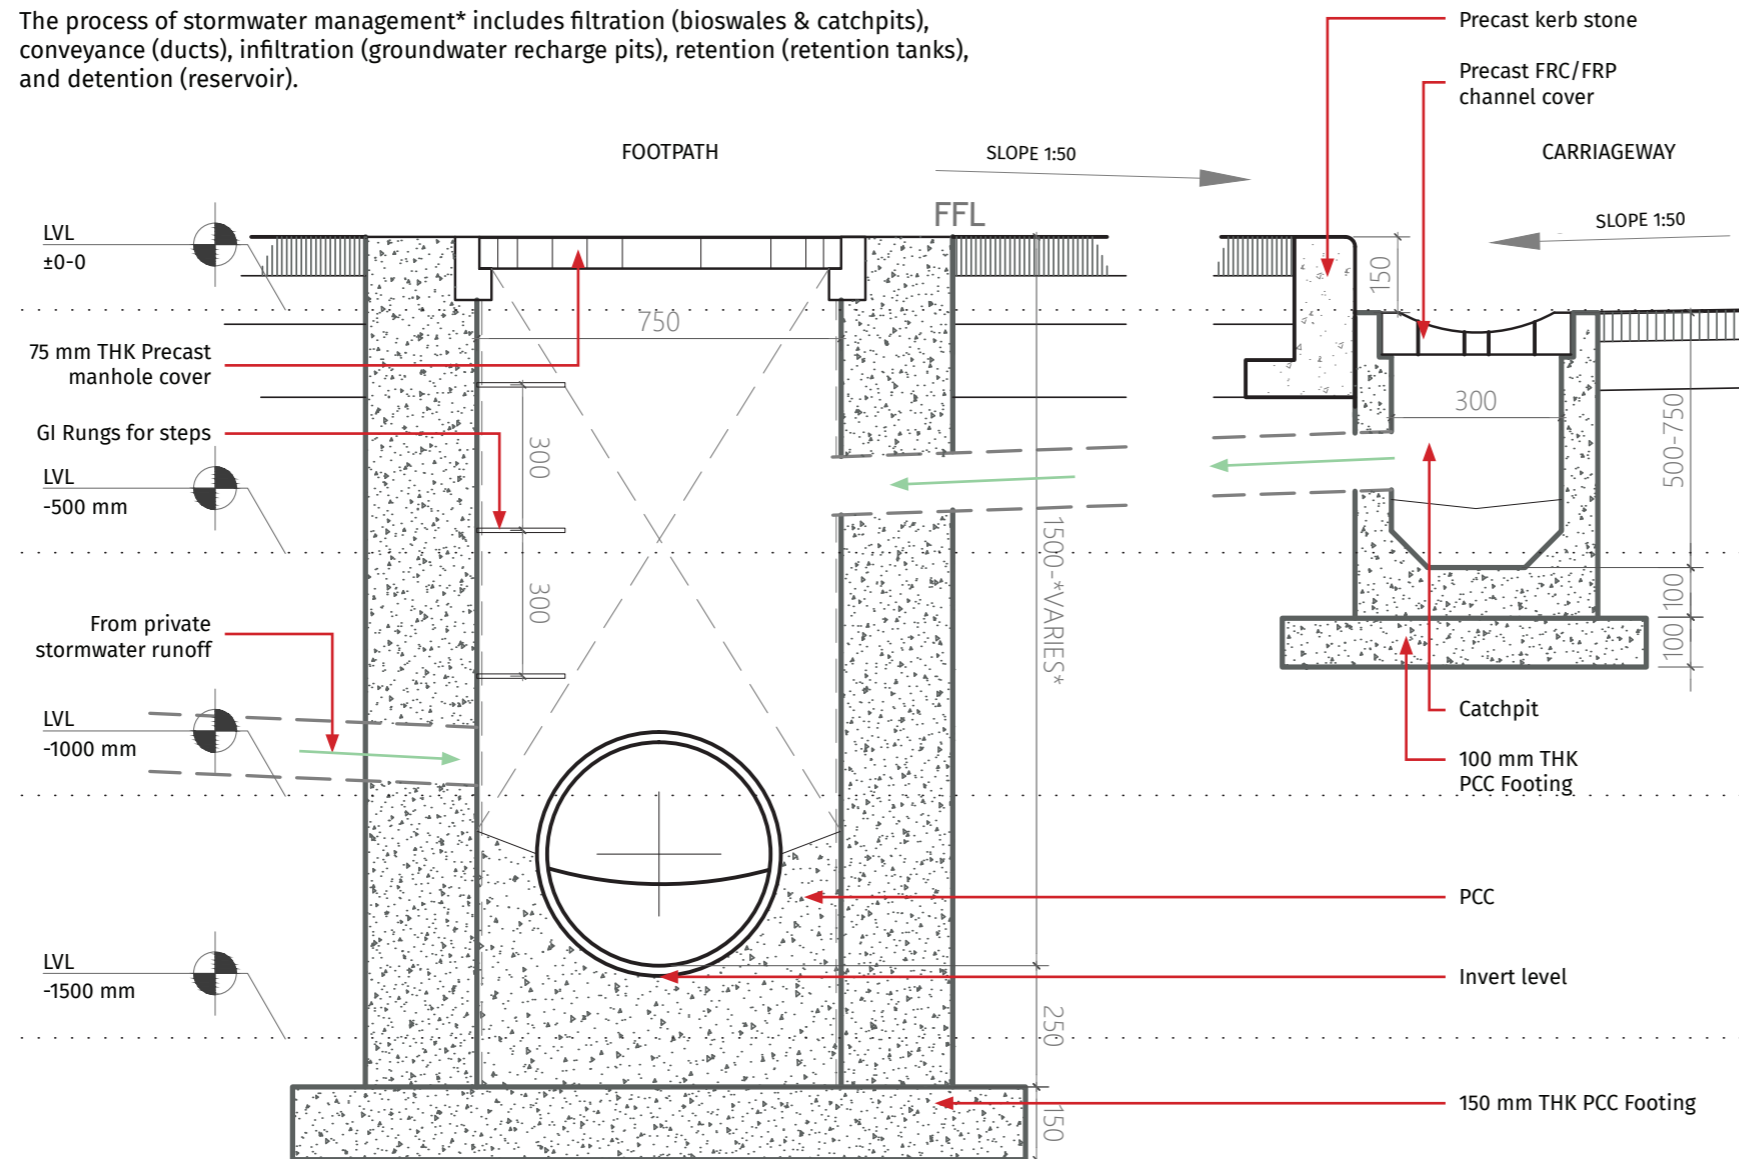 The process of stormwater management* includes filtration (bioswales & catchpits),
conveyance (ducts), infiltration (groundwater recharge pits), retention (retention tanks),
and detention (reservoir).
Precast kerb stone
Precast FRC/FRP
channel cover
FOOTPATH
SLOPE 1:50
CARRIAGEWAY
FFL
SLOPE 1:50
LVL
±0-0
150
750
75 mm THK Precast
manhole cover
300
GI Rungs for steps
300
500-750
LVL
-500 mm
1500-*VARIES*
300
100
100
From private
stormwater runoff
Catchpit
LVL
-1000 mm
100 mm THK
PCC Footing
PCC
LVL
-1500 mm
Invert level
250
150 mm THK PCC Footing
150